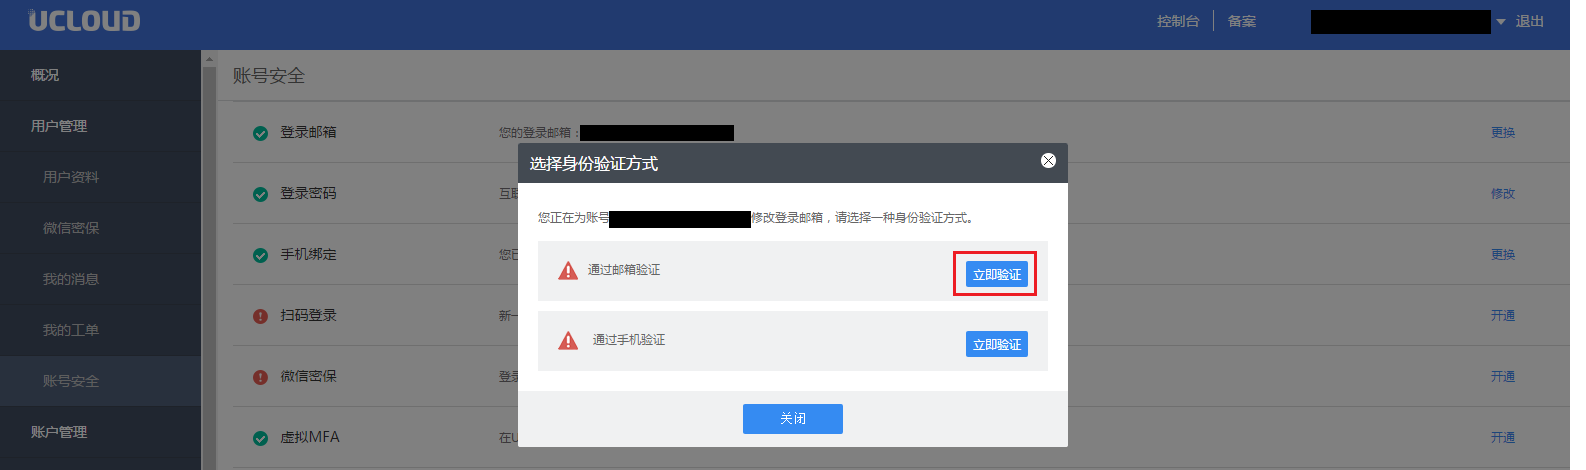 UCLOUD
控制台 备案 退出
概况
用户管理
用户资料
微信密保
我的消息
我的工单
账号安全
账户管理
账号安全
登录邮箱 您的登录邮箱： 更换
登录密码 互联 修改
手机绑定 您已 更换
扫码登录 新一 开通
微信密保 登录 开通
虚拟MFA 在U 开通
选择身份验证方式
您正在为账号 修改登录邮箱，请选择一种身份验证方式。
通过邮箱验证 立即验证
通过手机验证 立即验证
关闭